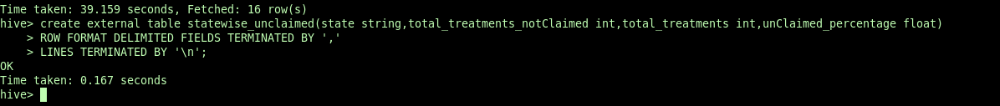 Time taken: 39.159 seconds, Fetched: 16 row(s)
hive> create external table statewise_unclaimed(state string,total_treatments_notClaimed int,total_treatments int,unClaimed_percentage float)
    > ROW FORMAT DELIMITED FIELDS TERMINATED BY ','
    > LINES TERMINATED BY '\n';
OK
Time taken: 0.167 seconds
hive>